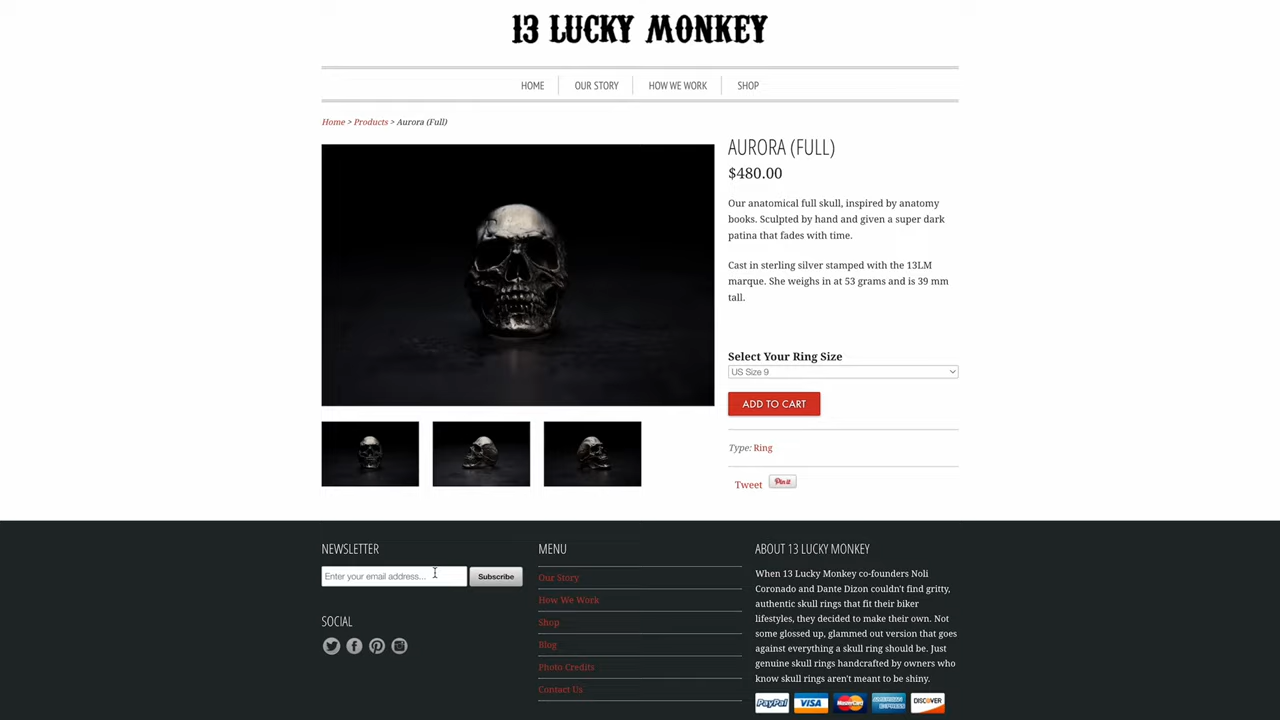 13 LUCKY MONKEY
HOME
OUR STORY
HOW WE WORK
SHOP
Home > Products > Aurora (Full)
AURORA (FULL)
$480.00
Our anatomical full skull, inspired by anatomy
books. Sculpted by hand and given a super dark
patina that fades with time.
Cast in sterling silver stamped with the 13LM
marque. She weighs in at 53 grams and is 39 mm
tall.
Select Your Ring Size
US Size 9
ADD TO CART
Type: Ring
Tweet
Pin it
NEWSLETTER
Enter your email address...
Subscribe
SOCIAL
MENU
Our Story
How We Work
Shop
Blog
Photo Credits
Contact Us
ABOUT 13 LUCKY MONKEY
When 13 Lucky Monkey co-founders Noli
Coronado and Dante Dizon couldn't find gritty,
authentic skull rings that fit their biker
lifestyles, they decided to make their own. Not
some glossed up, glammed out version that goes
against everything a skull ring should be. Just
genuine skull rings handcrafted by owners who
know skull rings aren't meant to be shiny.
PayPal
VISA
MasterCard
AMERICAN EXPRESS
DISCOVER